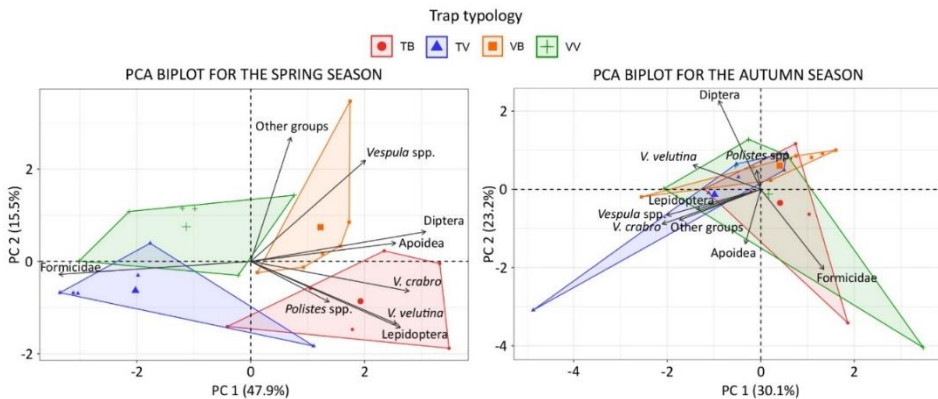 Trap typology
TB TV VB VV
PCA BIPLOT FOR THE SPRING SEASON
Other groups
Vespula spp.
Diptera
Apoidea
Formicidae
V. crabro
Polistes spp.
V. velutina
Lepidoptera
2
0
-2
-2 0 2
PC 2 (15.5%)
PC 1 (47.9%)
PCA BIPLOT FOR THE AUTUMN SEASON
Diptera
V. velutina
Polistes spp.
Lepidoptera
Vespula spp.
V. crabro
Other groups
Apoidea
Formicidae
2
0
-2
-4
-4 -2 0 2
PC 2 (23.2%)
PC 1 (30.1%)